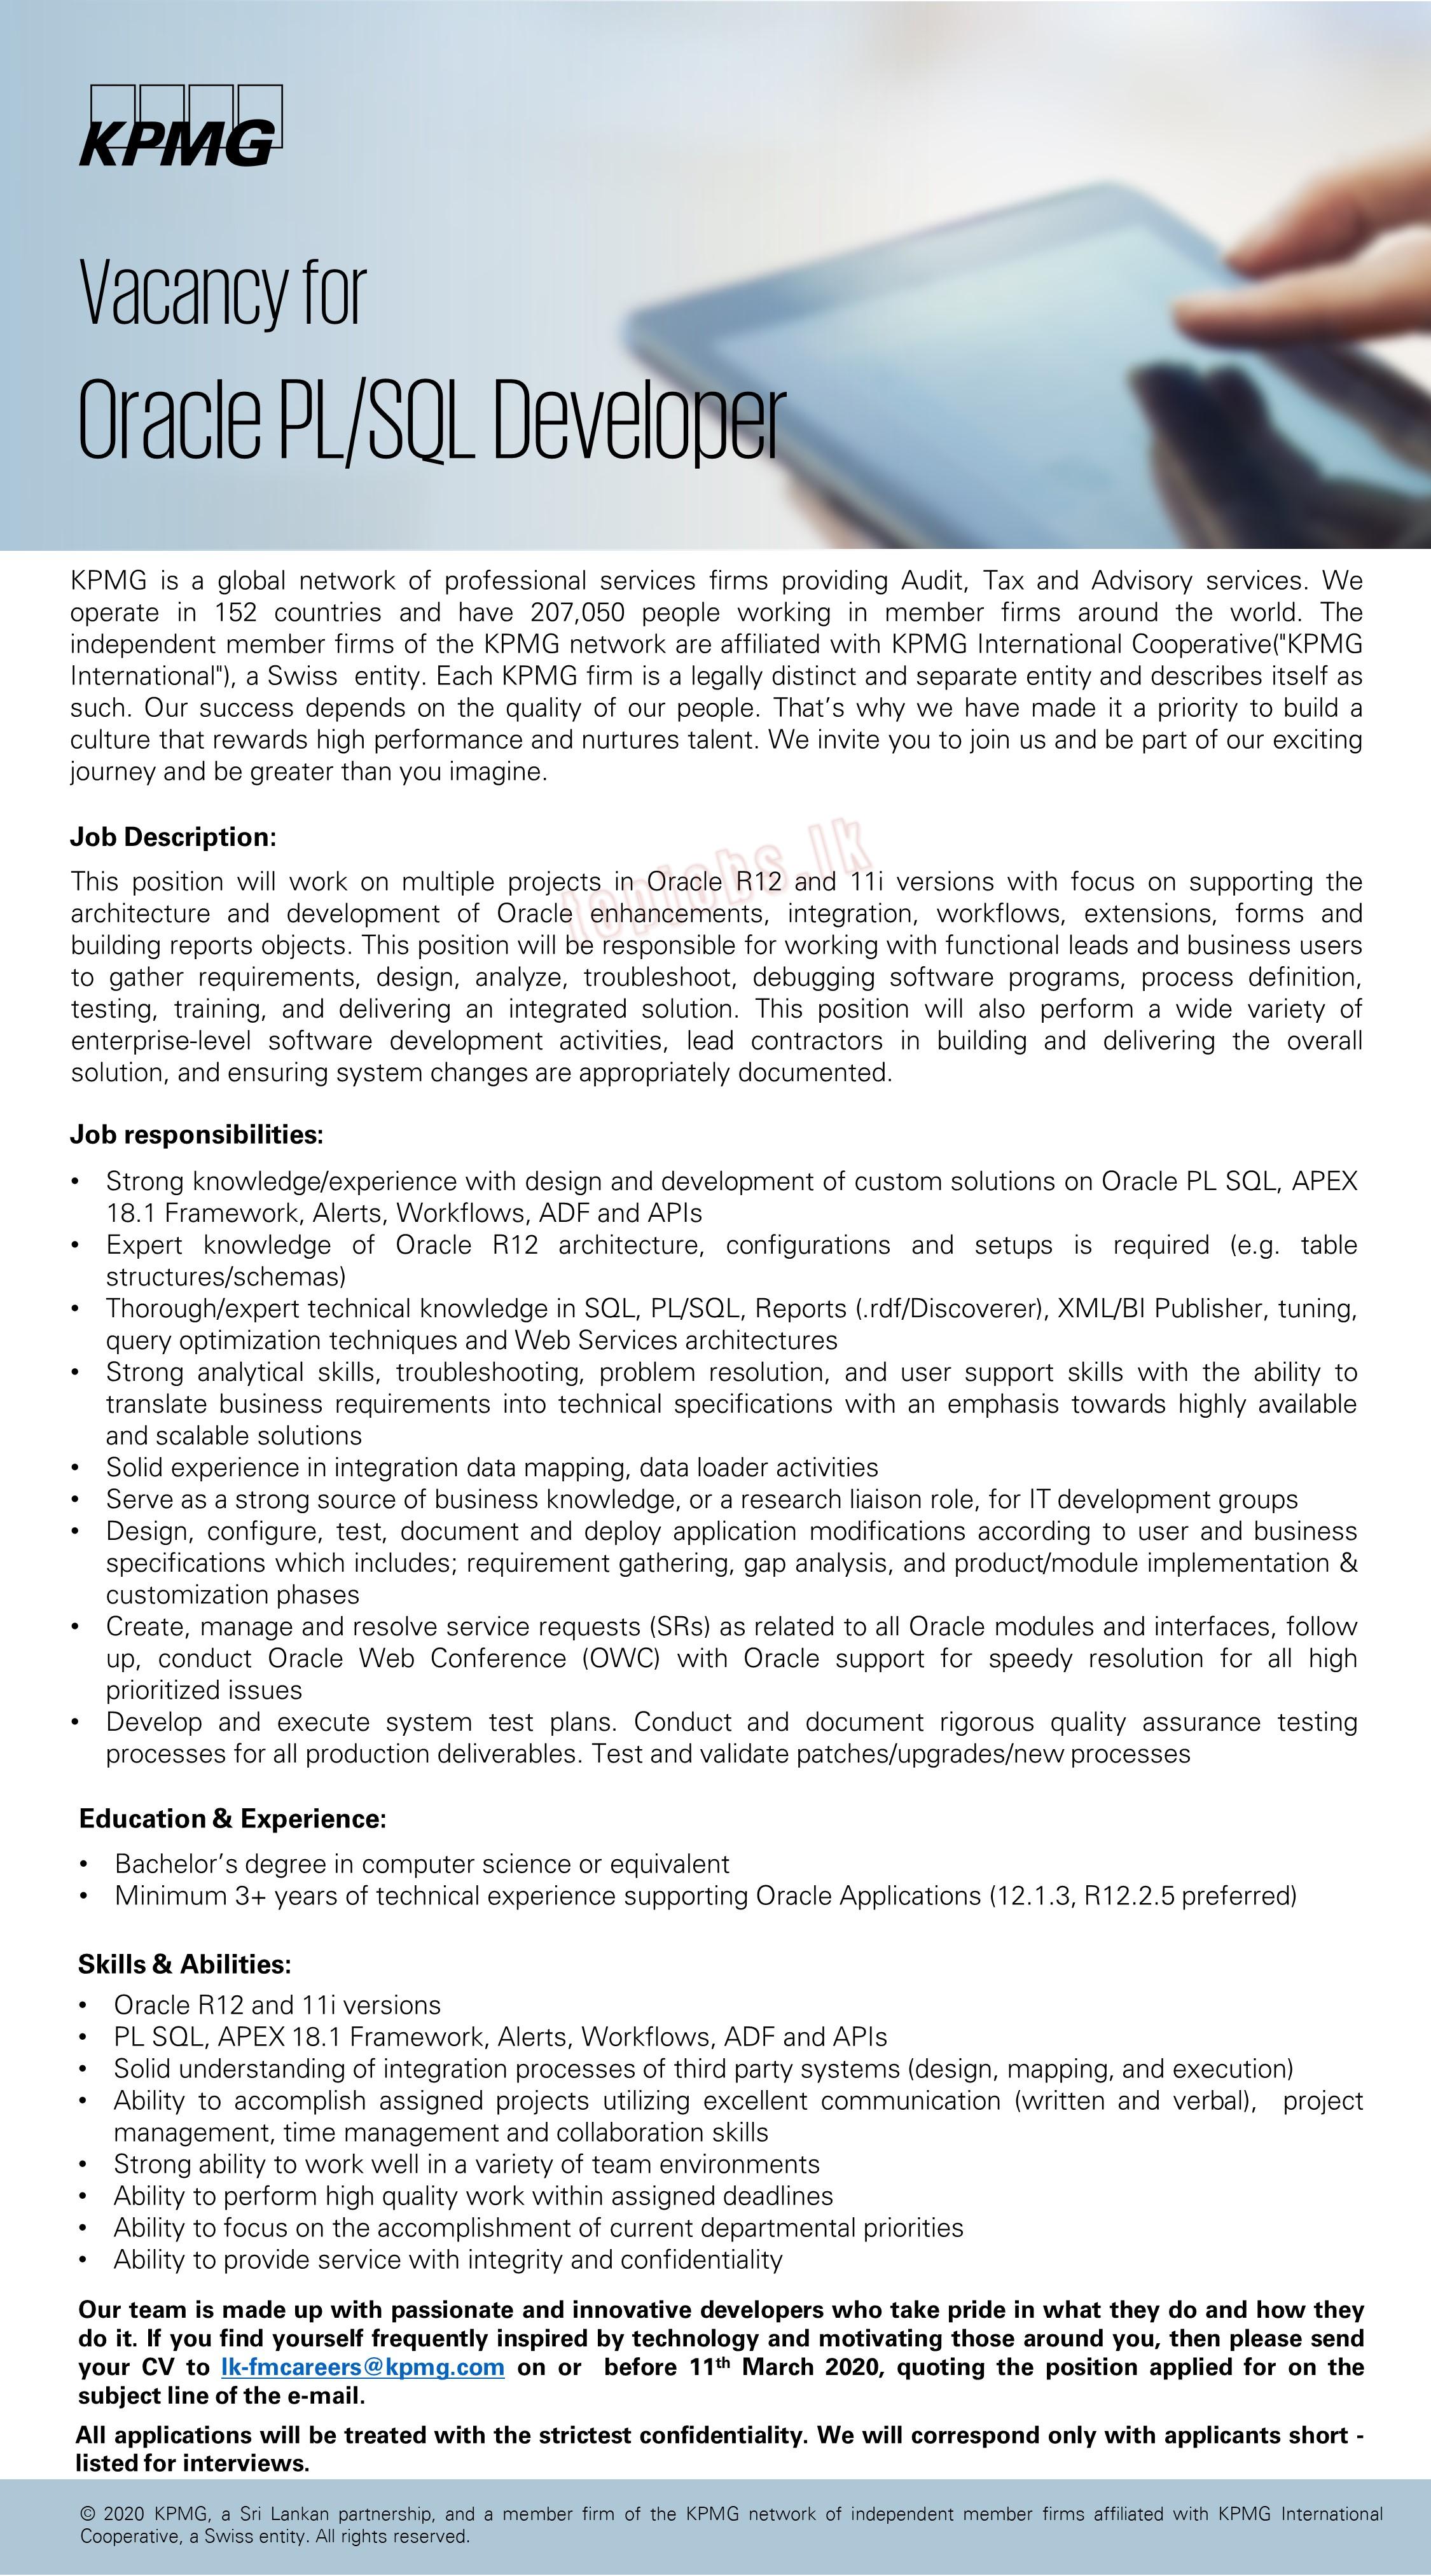 KPMG
Vacancy for
Oracle PL/SQL Developer
KPMG is a global network of professional services firms providing Audit, Tax and Advisory services. We
operate in 152 countries and have 207,050 people working in member firms around the world. The
independent member firms of the KPMG network are affiliated with KPMG International Cooperative("KPMG
International"), a Swiss entity. Each KPMG firm is a legally distinct and separate entity and describes itself as
such. Our success depends on the quality of our people. That’s why we have made it a priority to build a
culture that rewards high performance and nurtures talent. We invite you to join us and be part of our exciting
journey and be greater than you imagine.
Job Description:
topjobs.lk
This position will work on multiple projects in Oracle R12 and 11i versions with focus on supporting the
architecture and development of Oracle enhancements, integration, workflows, extensions, forms and
building reports objects. This position will be responsible for working with functional leads and business users
to gather requirements, design, analyze, troubleshoot, debugging software programs, process definition,
testing, training, and delivering an integrated solution. This position will also perform a wide variety of
enterprise-level software development activities, lead contractors in building and delivering the overall
solution, and ensuring system changes are appropriately documented.
Job responsibilities:
• Strong knowledge/experience with design and development of custom solutions on Oracle PL SQL, APEX
18.1 Framework, Alerts, Workflows, ADF and APIs
• Expert knowledge of Oracle R12 architecture, configurations and setups is required (e.g. table
structures/schemas)
• Thorough/expert technical knowledge in SQL, PL/SQL, Reports (.rdf/Discoverer), XML/BI Publisher, tuning,
query optimization techniques and Web Services architectures
• Strong analytical skills, troubleshooting, problem resolution, and user support skills with the ability to
translate business requirements into technical specifications with an emphasis towards highly available
and scalable solutions
• Solid experience in integration data mapping, data loader activities
• Serve as a strong source of business knowledge, or a research liaison role, for IT development groups
• Design, configure, test, document and deploy application modifications according to user and business
specifications which includes; requirement gathering, gap analysis, and product/module implementation &
customization phases
• Create, manage and resolve service requests (SRs) as related to all Oracle modules and interfaces, follow
up, conduct Oracle Web Conference (OWC) with Oracle support for speedy resolution for all high
prioritized issues
• Develop and execute system test plans. Conduct and document rigorous quality assurance testing
processes for all production deliverables. Test and validate patches/upgrades/new processes
Education & Experience:
• Bachelor’s degree in computer science or equivalent
• Minimum 3+ years of technical experience supporting Oracle Applications (12.1.3, R12.2.5 preferred)
Skills & Abilities:
• Oracle R12 and 11i versions
• PL SQL, APEX 18.1 Framework, Alerts, Workflows, ADF and APIs
• Solid understanding of integration processes of third party systems (design, mapping, and execution)
• Ability to accomplish assigned projects utilizing excellent communication (written and verbal), project
management, time management and collaboration skills
• Strong ability to work well in a variety of team environments
• Ability to perform high quality work within assigned deadlines
• Ability to focus on the accomplishment of current departmental priorities
• Ability to provide service with integrity and confidentiality
Our team is made up with passionate and innovative developers who take pride in what they do and how they
do it. If you find yourself frequently inspired by technology and motivating those around you, then please send
your CV to lk-fmcareers@kpmg.com on or before 11th March 2020, quoting the position applied for on the
subject line of the e-mail.
All applications will be treated with the strictest confidentiality. We will correspond only with applicants short -
listed for interviews.
© 2020 KPMG, a Sri Lankan partnership, and a member firm of the KPMG network of independent member firms affiliated with KPMG International
Cooperative, a Swiss entity. All rights reserved.